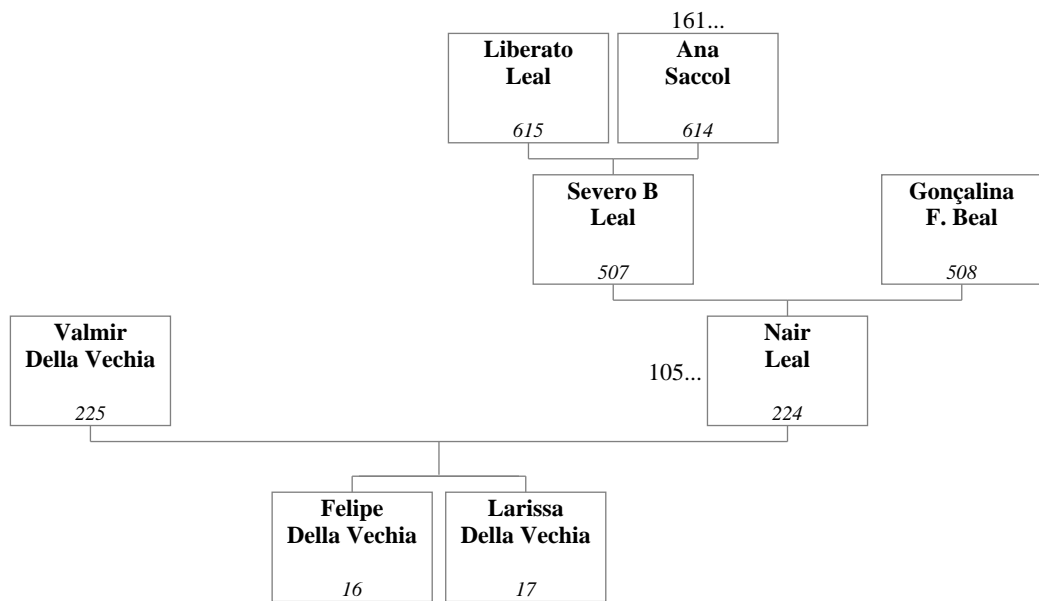 161...
Liberato
Leal
615
Ana
Saccol
614
Severo B
Leal
507
Gonçalina
F. Beal
508
Valmir
Della Vechia
225
105...
Nair
Leal
224
Felipe
Della Vechia
16
Larissa
Della Vechia
17